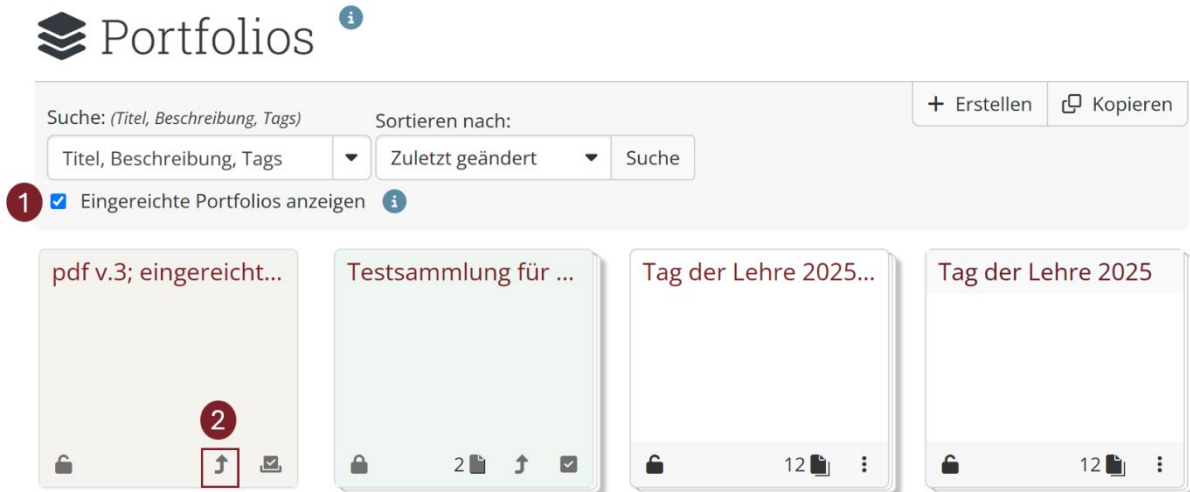 Portfolios
+ Erstellen
Kopieren
Suche: (Titel, Beschreibung, Tags)
Sortieren nach:
Titel, Beschreibung, Tags
Zuletzt geändert
Suche
1
Eingereichte Portfolios anzeigen
pdf v.3; eingereicht...
Testsammlung für ...
Tag der Lehre 2025...
Tag der Lehre 2025
2
2
12
12